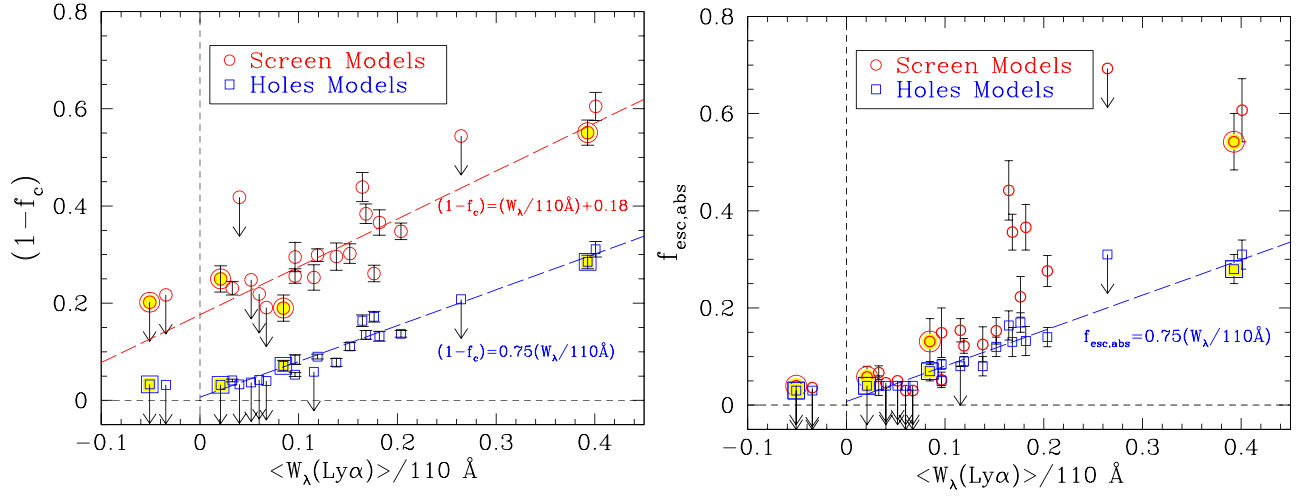 0.8
0.6
0.4
0.2
0
(1−f_c)
Screen Models
Holes Models
(1−f_c)=(W_λ/110Å)+0.18
(1−f_c)=0.75(W_λ/110Å)
−0.1 0 0.1 0.2 0.3 0.4
<W_λ(Lyα)>/110 Å
0.8
0.6
0.4
0.2
0
f_esc,abs
Screen Models
Holes Models
f_esc,abs=0.75(W_λ/110Å)
−0.1 0 0.1 0.2 0.3 0.4
<W_λ(Lyα)>/110 Å